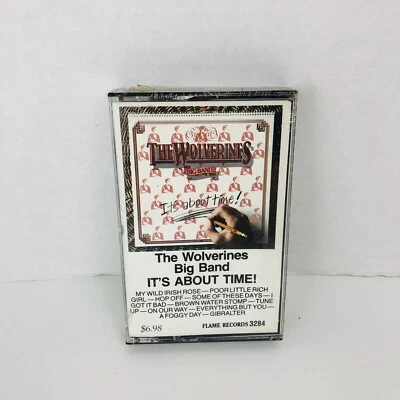 THE WOLVERINES
BIG BAND
It's about time!
The Wolverines
Big Band
IT'S ABOUT TIME!
MY WILD IRISH ROSE—POOR LITTLE RICH
GIRL—HOP OFF—SOME OF THESE DAYS—I
GOT IT BAD—BROWN WATER STOMP—TUNE
UP—ON OUR WAY—EVERYTHING BUT YOU—
A FOGGY DAY—GIBRALTER
$6.98 FLAME RECORDS 3284